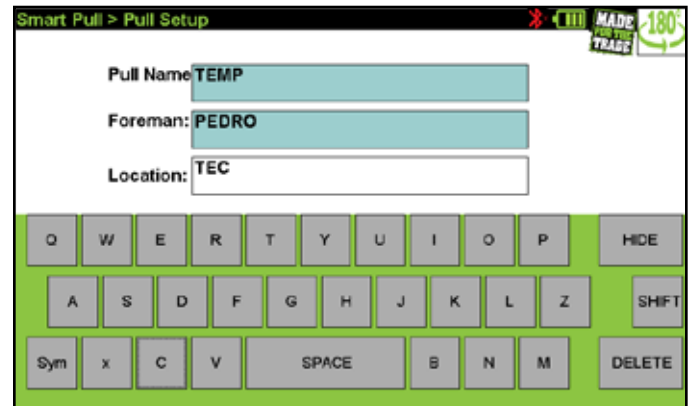 Smart Pull > Pull Setup
MADE
FOR THE
TRADE
180°
Pull Name TEMP
Foreman: PEDRO
Location: TEC
Q W E R T Y U I O P HIDE
A S D F G H J K L Z SHIFT
Sym x C V SPACE B N M DELETE